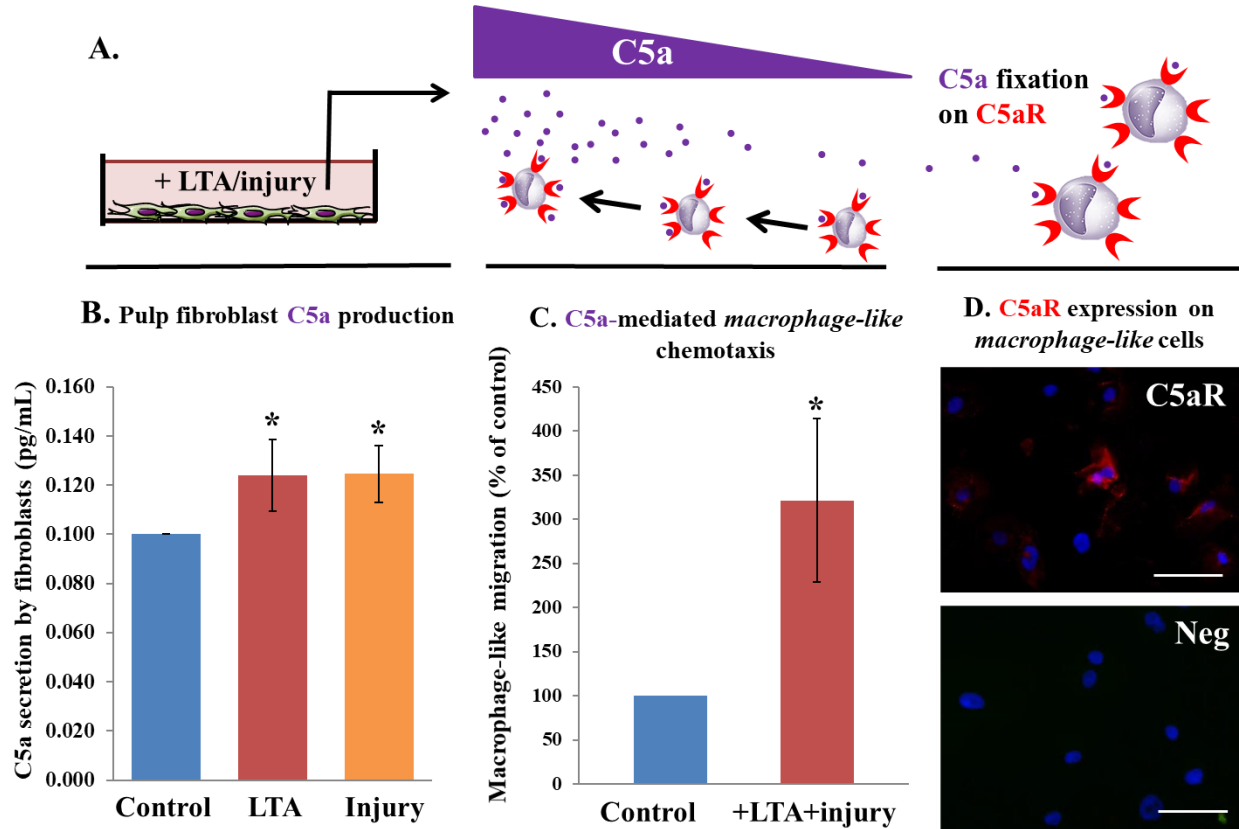 A.
C5a
+ LTA/injury
C5a fixation
on C5aR
B. Pulp fibroblast C5a production
C5a secretion by fibroblasts (pg/mL)
0.160
0.140
0.120
0.100
0.080
0.060
0.040
0.020
0.000
*
*
Control
LTA
Injury
C. C5a-mediated macrophage-like
chemotaxis
Macrophage-like migration (% of control)
450
400
350
300
250
200
150
100
50
0
*
Control
+LTA+injury
D. C5aR expression on
macrophage-like cells
C5aR
Neg